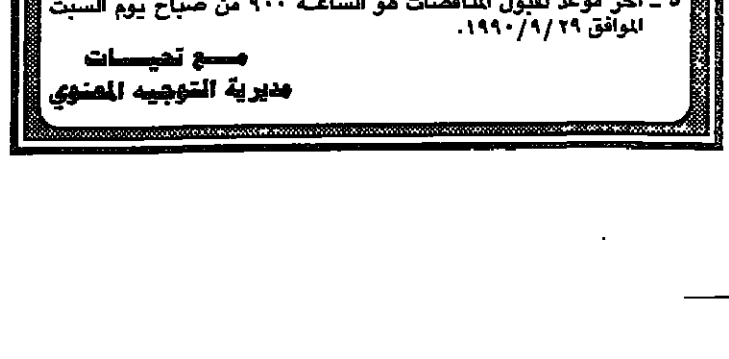 ٥ ـ آخر موعد لقبول المناقصات هو الساعة ٩٠٠ من صباح يوم السبت
الموافق ٢٩/٩/١٩٩٠.
مع تحيات
مديرية التوجيه المعنوي